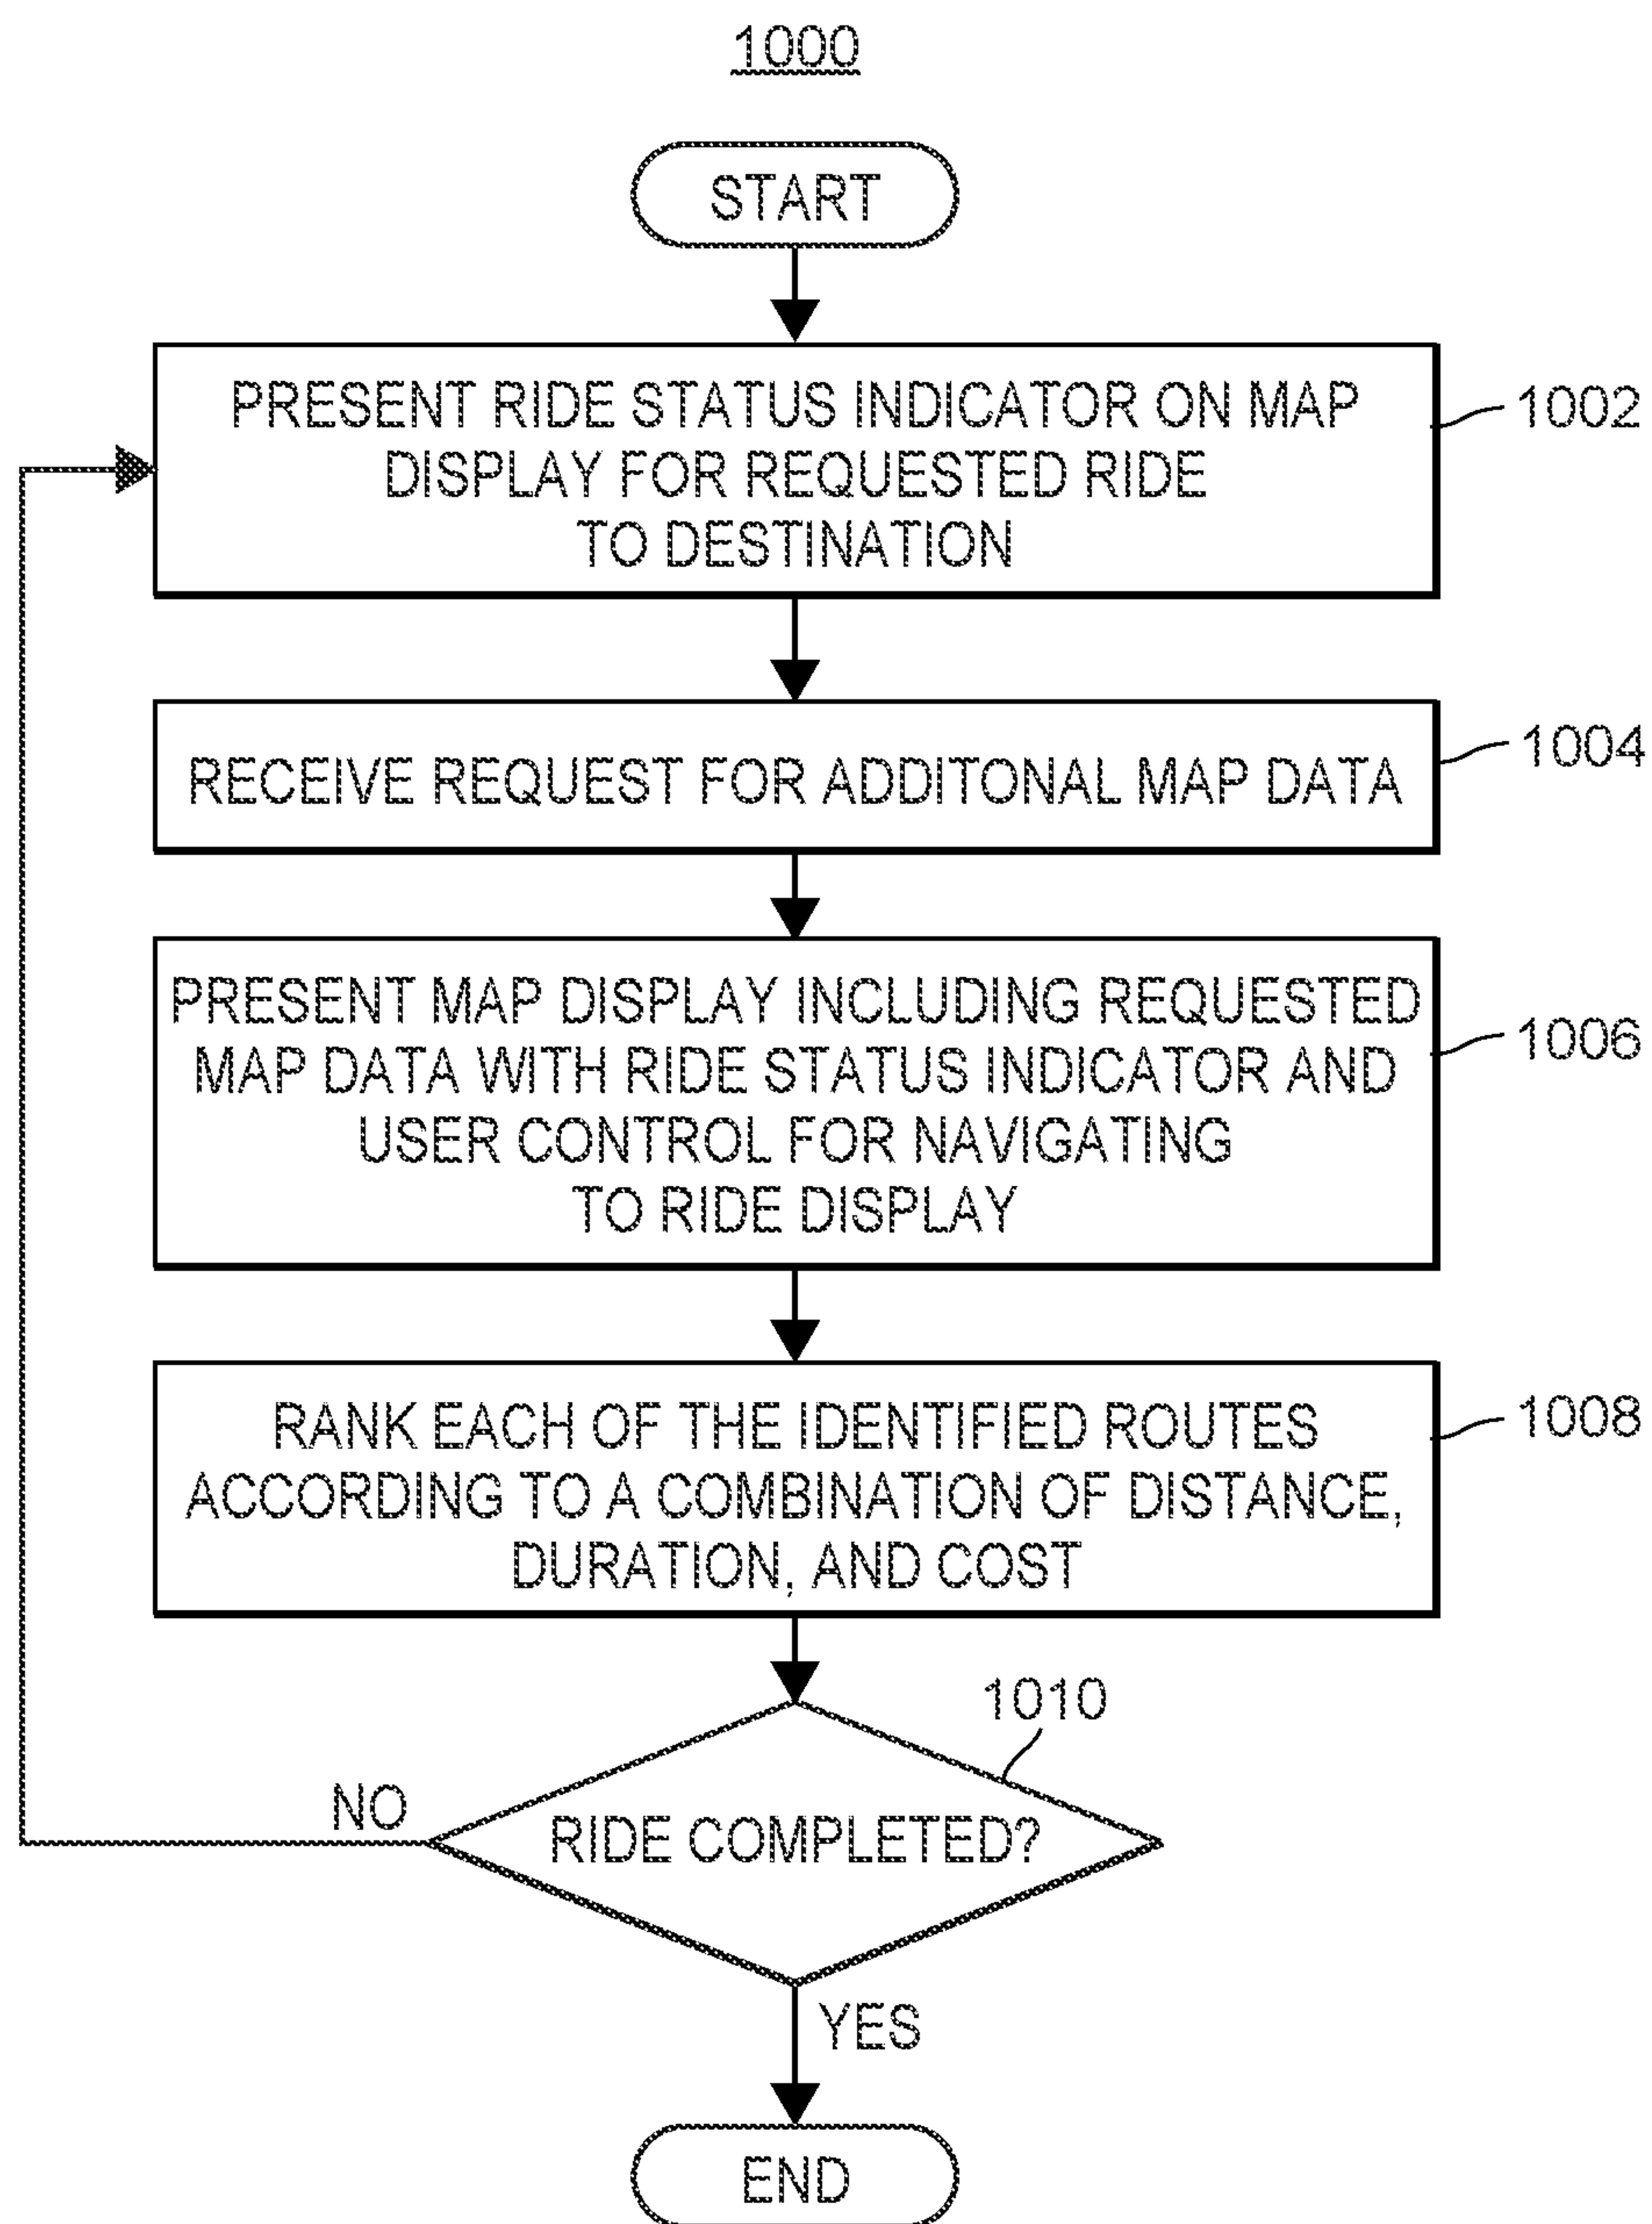 1000
START
PRESENT RIDE STATUS INDICATOR ON MAP
DISPLAY FOR REQUESTED RIDE
TO DESTINATION
1002
RECEIVE REQUEST FOR ADDITONAL MAP DATA
1004
PRESENT MAP DISPLAY INCLUDING REQUESTED
MAP DATA WITH RIDE STATUS INDICATOR AND
USER CONTROL FOR NAVIGATING
TO RIDE DISPLAY
1006
RANK EACH OF THE IDENTIFIED ROUTES
ACCORDING TO A COMBINATION OF DISTANCE,
DURATION, AND COST
1008
1010
NO
RIDE COMPLETED?
YES
END